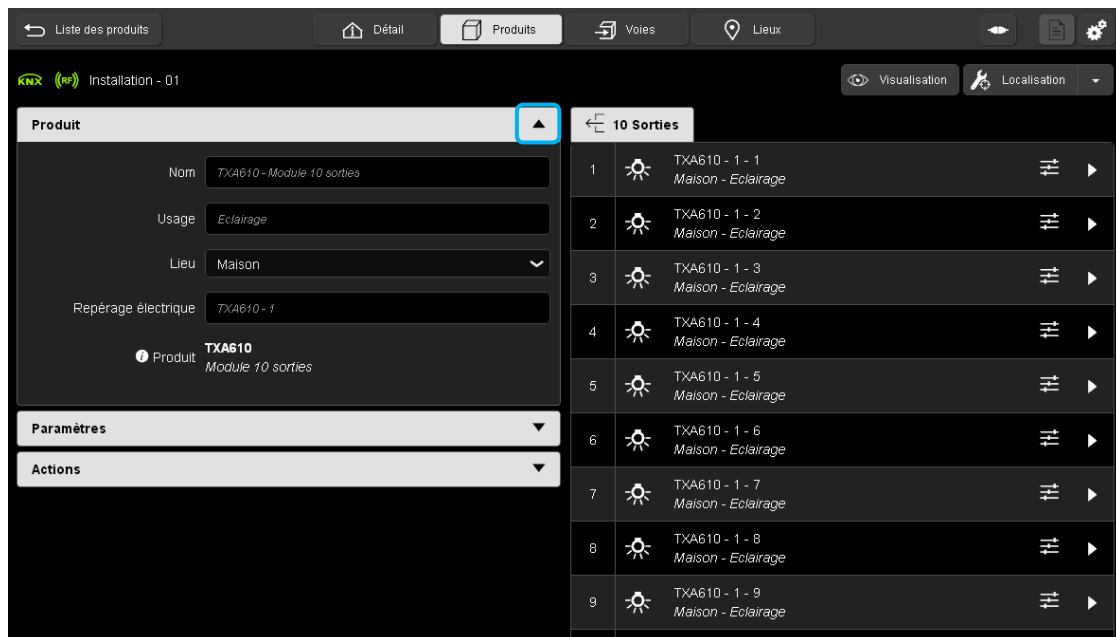 Liste des produits
Détail
Produits
Voies
Lieux
KNX ((RF)) Installation - 01
Visualisation
Localisation
Produit
Nom
TXA610 - Module 10 sorties
Usage
Eclairage
Lieu
Maison
Repérage électrique
TXA610 - 1
Produit
TXA610
Module 10 sorties
Paramètres
Actions
10 Sorties
1
TXA610 - 1 - 1
Maison - Eclairage
2
TXA610 - 1 - 2
Maison - Eclairage
3
TXA610 - 1 - 3
Maison - Eclairage
4
TXA610 - 1 - 4
Maison - Eclairage
5
TXA610 - 1 - 5
Maison - Eclairage
6
TXA610 - 1 - 6
Maison - Eclairage
7
TXA610 - 1 - 7
Maison - Eclairage
8
TXA610 - 1 - 8
Maison - Eclairage
9
TXA610 - 1 - 9
Maison - Eclairage